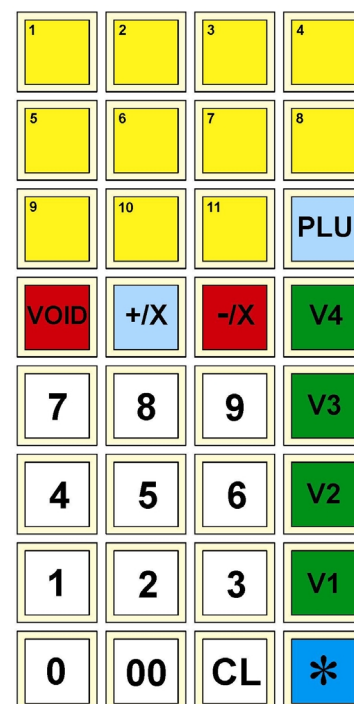 1 2 3 4
5 6 7 8
9 10 11 PLU
VOID +/X -/X V4
7 8 9 V3
4 5 6 V2
1 2 3 V1
0 00 CL *